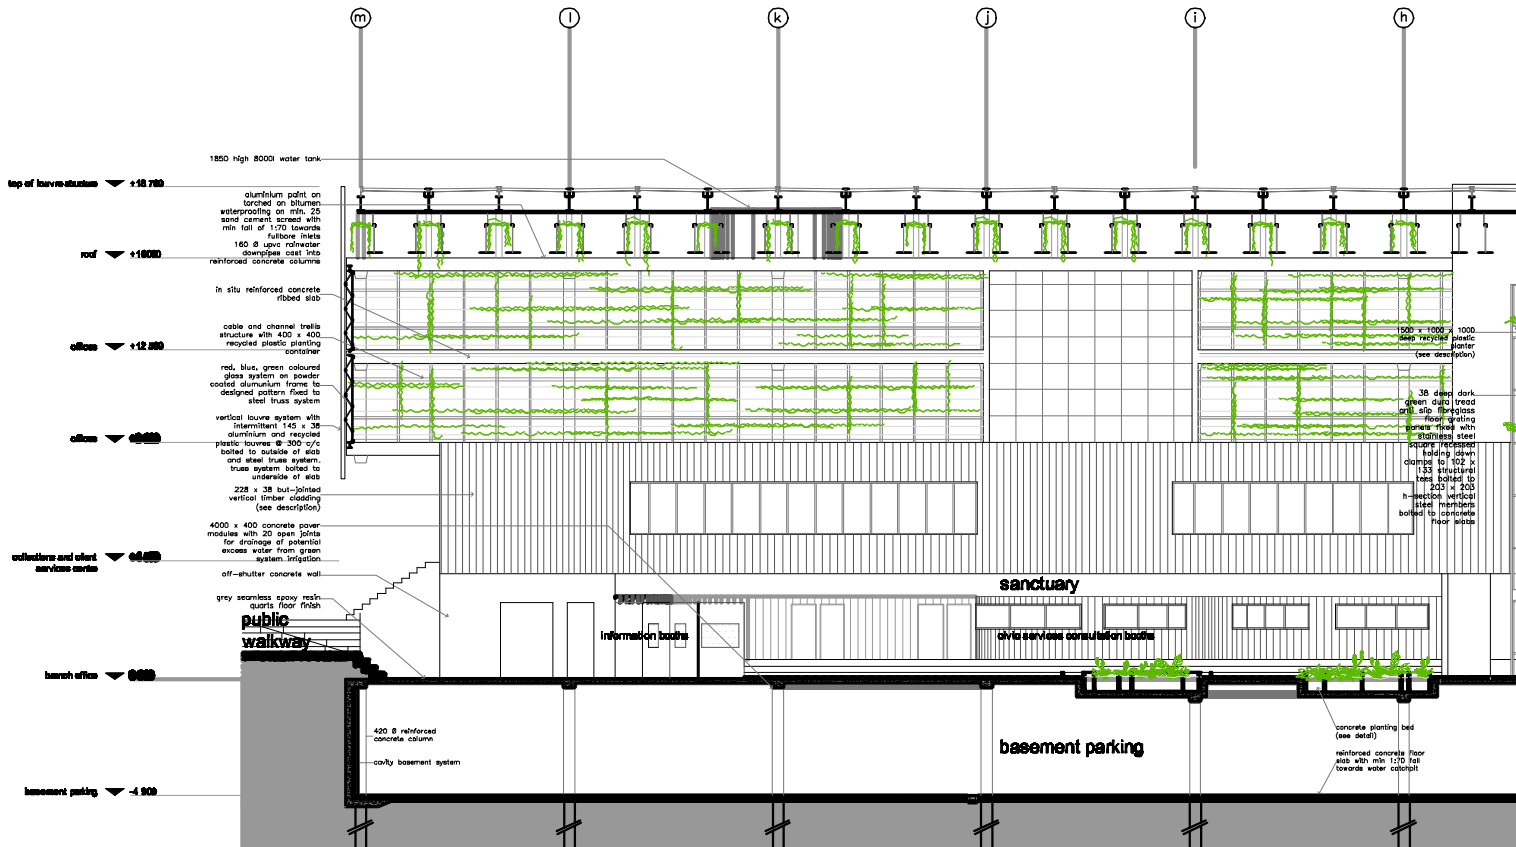 m
l
k
j
i
h
1850 high 8000l water tank
top of louvre structure
aluminium paint on
torched on bitumen
waterproofing on min. 25
sand cement screed with
min fall of 1:70 towards
fullbore inlets
160 Ø upvc rainwater
downpipes cast into
reinforced concrete columns
roof
in situ reinforced concrete
ribbed slab
cable and channel trellis
structure with 400 x 400
recycled plastic planting
container
offices
red, blue, green coloured
glass system on powder
coated alumunium frame to
designed pattern fixed to
steel truss system
vertical louvre system with
intermittent 145 x 38
aluminium and recycled
plastic louvres @ 300 c/c
bolted to outside of slab
and steel truss system.
truss system bolted to
underside of slab
offices
228 x 38 but-jointed
vertical timber cladding
(see description)
4000 x 400 concrete paver
modules with 20 open joints
for drainage of potential
excess water from green
system irrigation
collections and client
services centre
off-shutter concrete wall
grey seamless epoxy resin
quarts floor finish
public
walkway
branch office
basement parking
-4 900
1500 x 1000 x 1000
deep recycled plastic
planter
(see description)
38 deep dark
green dura tread
anti slip fibreglass
floor grating
panels fixed with
stainless steel
square recessed
holding down
clamps to 102 x
133 structural
tees bolted to
203 x 203
h-section vertical
steel members
bolted to concrete
floor slabs
sanctuary
information booths
civic services consultation booths
420 Ø reinforced
concrete column
cavity basement system
basement parking
concrete planting bed
(see detail)
reinforced concrete floor
slab with min 1:70 fall
towards water catchpit